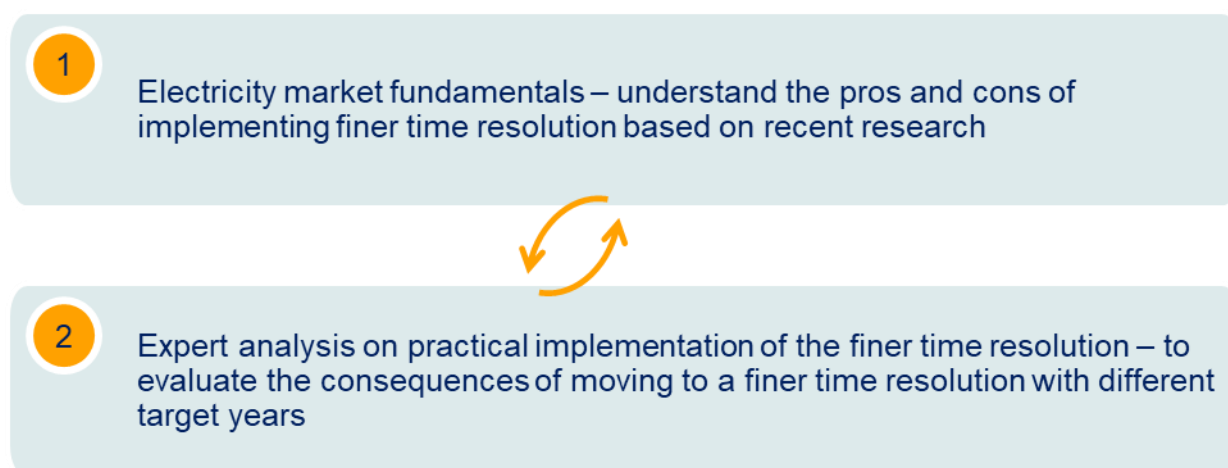 1
Electricity market fundamentals – understand the pros and cons of
implementing finer time resolution based on recent research
2
Expert analysis on practical implementation of the finer time resolution – to
evaluate the consequences of moving to a finer time resolution with different
target years